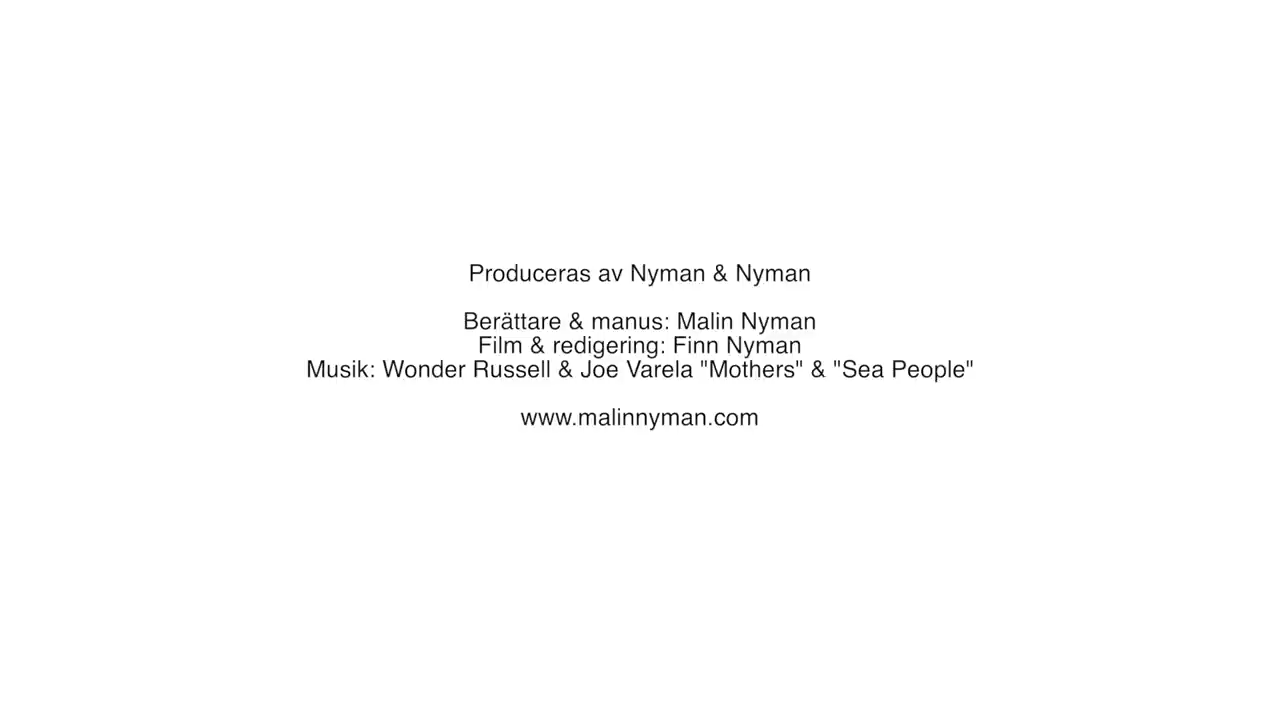 Produceras av Nyman & Nyman
Berättare & manus: Malin Nyman
Film & redigering: Finn Nyman
Musik: Wonder Russell & Joe Varela "Mothers" & "Sea People"
www.malinnyman.com